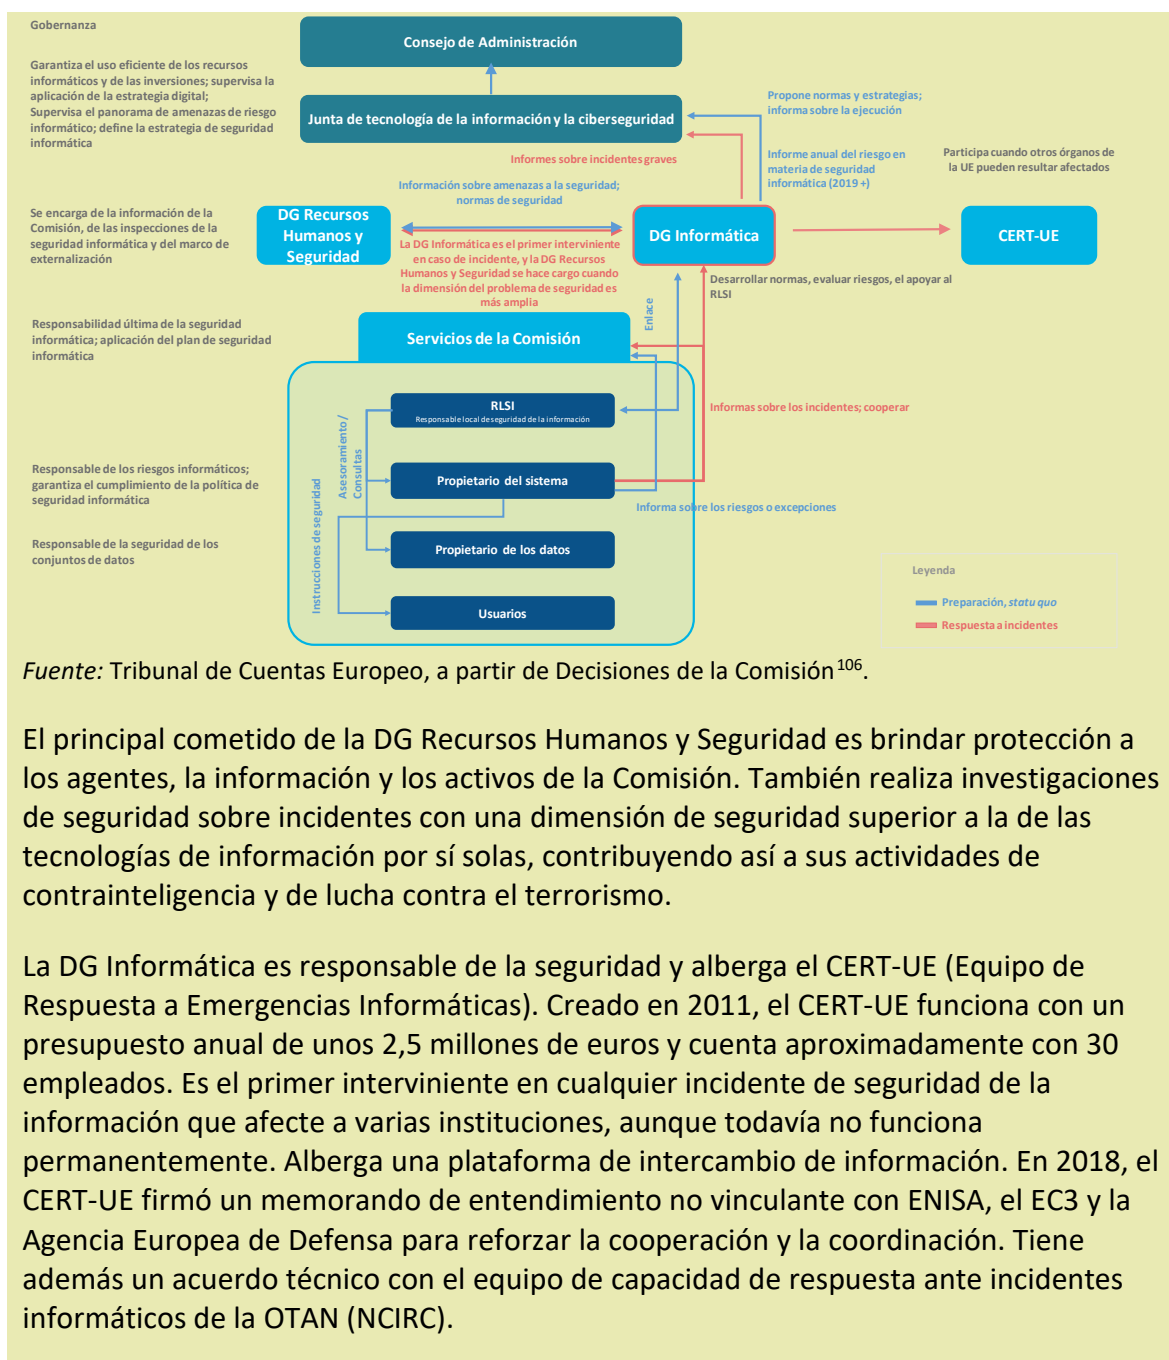 Gobernanza
Consejo de Administración
Garantiza el uso eficiente de los recursos
informáticos y de las inversiones; supervisa la
aplicación de la estrategia digital;
Supervisa el panorama de amenazas de riesgo
informático; define la estrategia de seguridad
informática
Junta de tecnología de la información y la ciberseguridad
Propone normas y estrategias;
informa sobre la ejecución
Informes sobre incidentes graves
Informe anual del riesgo en
materia de seguridad
informática (2019 +)
Participa cuando otros órganos de
la UE pueden resultar afectados
Información sobre amenazas a la seguridad;
normas de seguridad
Se encarga de la información de la
Comisión, de las inspecciones de la
seguridad informática y del marco de
externalización
DG Recursos
Humanos y
Seguridad
La DG Informática es el primer interviniente
en caso de incidente, y la DG Recursos
Humanos y Seguridad se hace cargo cuando
la dimensión del problema de seguridad es
más amplia
DG Informática
CERT-UE
Desarrollar normas, evaluar riesgos, el apoyar al
RLSI
Enlace
Responsabilidad última de la seguridad
informática; aplicación del plan de seguridad
informática
Servicios de la Comisión
RLSI
Responsable local de seguridad de la información
Informas sobre los incidentes; cooperar
Asesoramiento /
Consultas
Instrucciones de seguridad
Responsable de los riesgos informáticos;
garantiza el cumplimiento de la política de
seguridad informática
Propietario del sistema
Informa sobre los riesgos o excepciones
Responsable de la seguridad de los
conjuntos de datos
Propietario de los datos
Usuarios
Leyenda
Preparación, statu quo
Respuesta a incidentes
Fuente: Tribunal de Cuentas Europeo, a partir de Decisiones de la Comisión106.
El principal cometido de la DG Recursos Humanos y Seguridad es brindar protección a
los agentes, la información y los activos de la Comisión. También realiza investigaciones
de seguridad sobre incidentes con una dimensión de seguridad superior a la de las
tecnologías de información por sí solas, contribuyendo así a sus actividades de
contrainteligencia y de lucha contra el terrorismo.
La DG Informática es responsable de la seguridad y alberga el CERT-UE (Equipo de
Respuesta a Emergencias Informáticas). Creado en 2011, el CERT-UE funciona con un
presupuesto anual de unos 2,5 millones de euros y cuenta aproximadamente con 30
empleados. Es el primer interviniente en cualquier incidente de seguridad de la
información que afecte a varias instituciones, aunque todavía no funciona
permanentemente. Alberga una plataforma de intercambio de información. En 2018, el
CERT-UE firmó un memorando de entendimiento no vinculante con ENISA, el EC3 y la
Agencia Europea de Defensa para reforzar la cooperación y la coordinación. Tiene
además un acuerdo técnico con el equipo de capacidad de respuesta ante incidentes
informáticos de la OTAN (NCIRC).